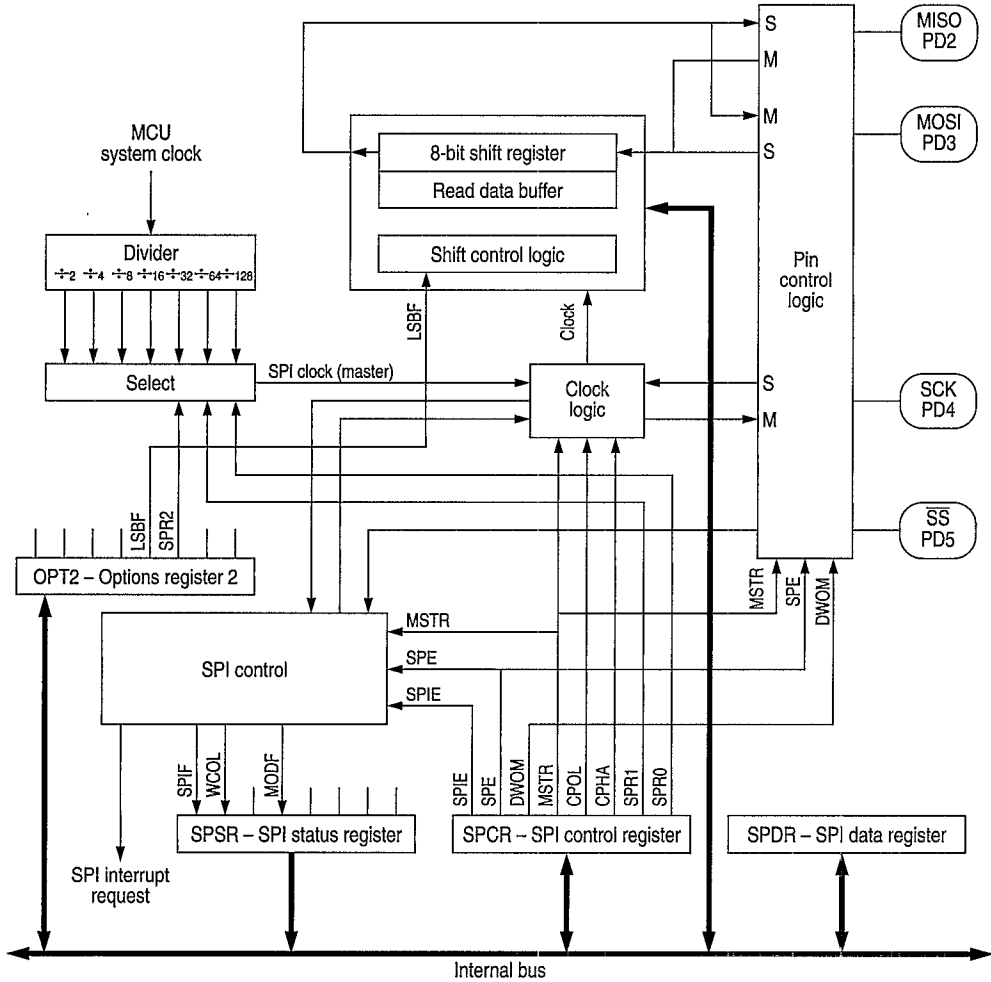 MISO
PD2
S
M
M
S
MOSI
PD3
MCU
system clock
8-bit shift register
Read data buffer
Shift control logic
Divider
÷2 ÷4 ÷8 ÷16 ÷32 ÷64 ÷128
Pin
control
logic
LSBF
Clock
Select
SPI clock (master)
Clock
logic
S
M
SCK
PD4
LSBF
SPR2
SS
PD5
OPT2 – Options register 2
MSTR
SPE
DWOM
SPI control
MSTR
SPE
SPIE
SPIF
WCOL
MODF
SPIE
SPE
DWOM
MSTR
CPOL
CPHA
SPR1
SPR0
SPSR – SPI status register
SPCR – SPI control register
SPDR – SPI data register
SPI interrupt
request
Internal bus